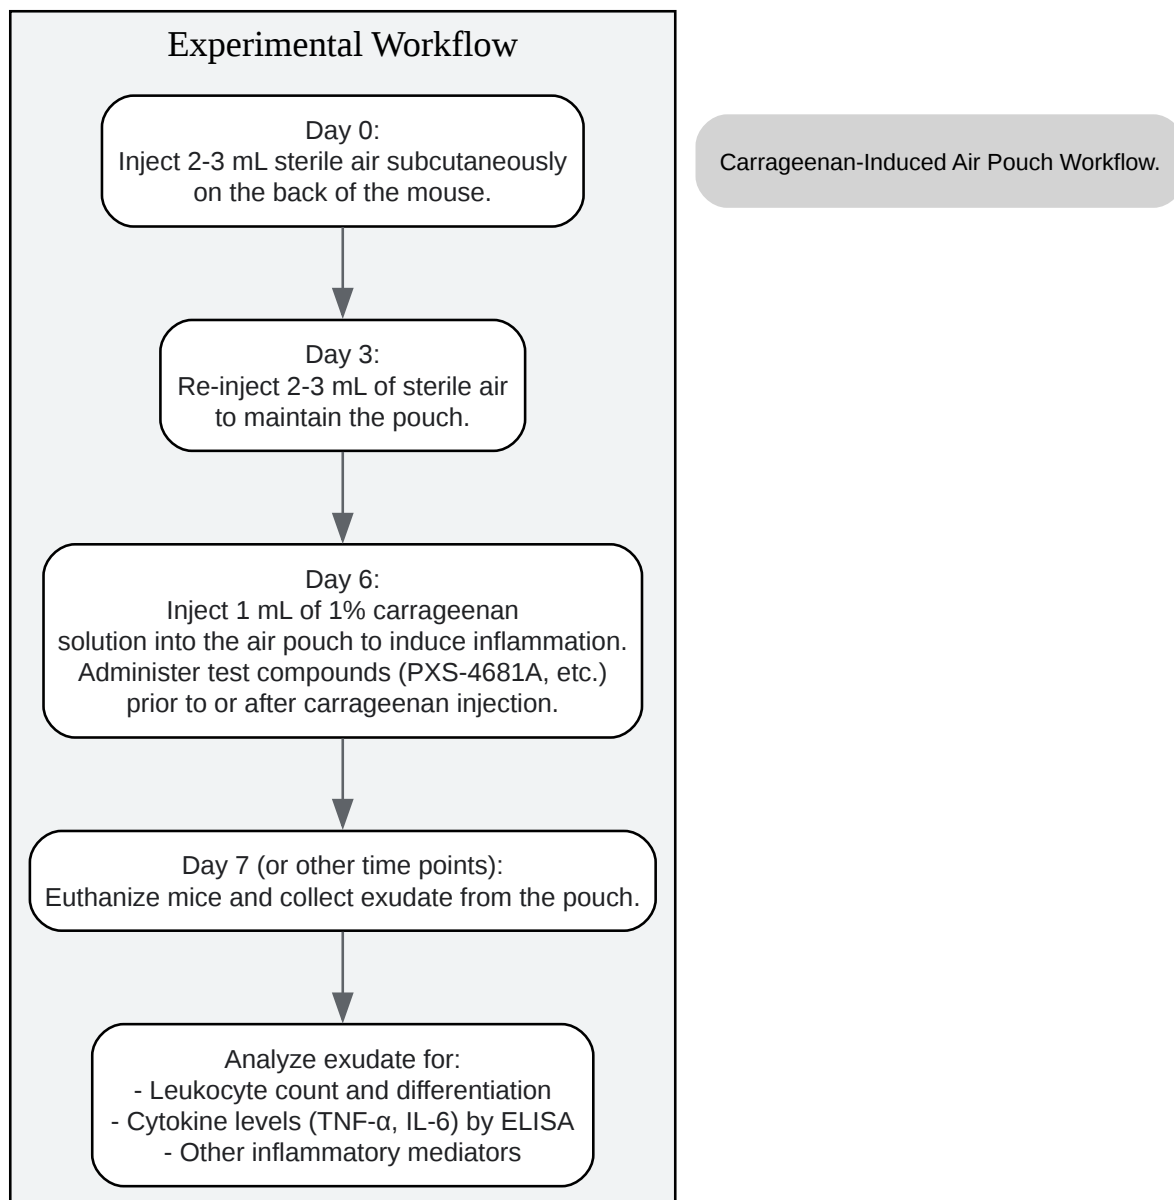 Experimental Workflow
Day 0:
Inject 2-3 mL sterile air subcutaneously
on the back of the mouse.
Carrageenan-Induced Air Pouch Workflow.
Day 3:
Re-inject 2-3 mL of sterile air
to maintain the pouch.
Day 6:
Inject 1 mL of 1% carrageenan
solution into the air pouch to induce inflammation.
Administer test compounds (PXS-4681A, etc.)
prior to or after carrageenan injection.
Day 7 (or other time points):
Euthanize mice and collect exudate from the pouch.
Analyze exudate for:
- Leukocyte count and differentiation
- Cytokine levels (TNF-α, IL-6) by ELISA
- Other inflammatory mediators